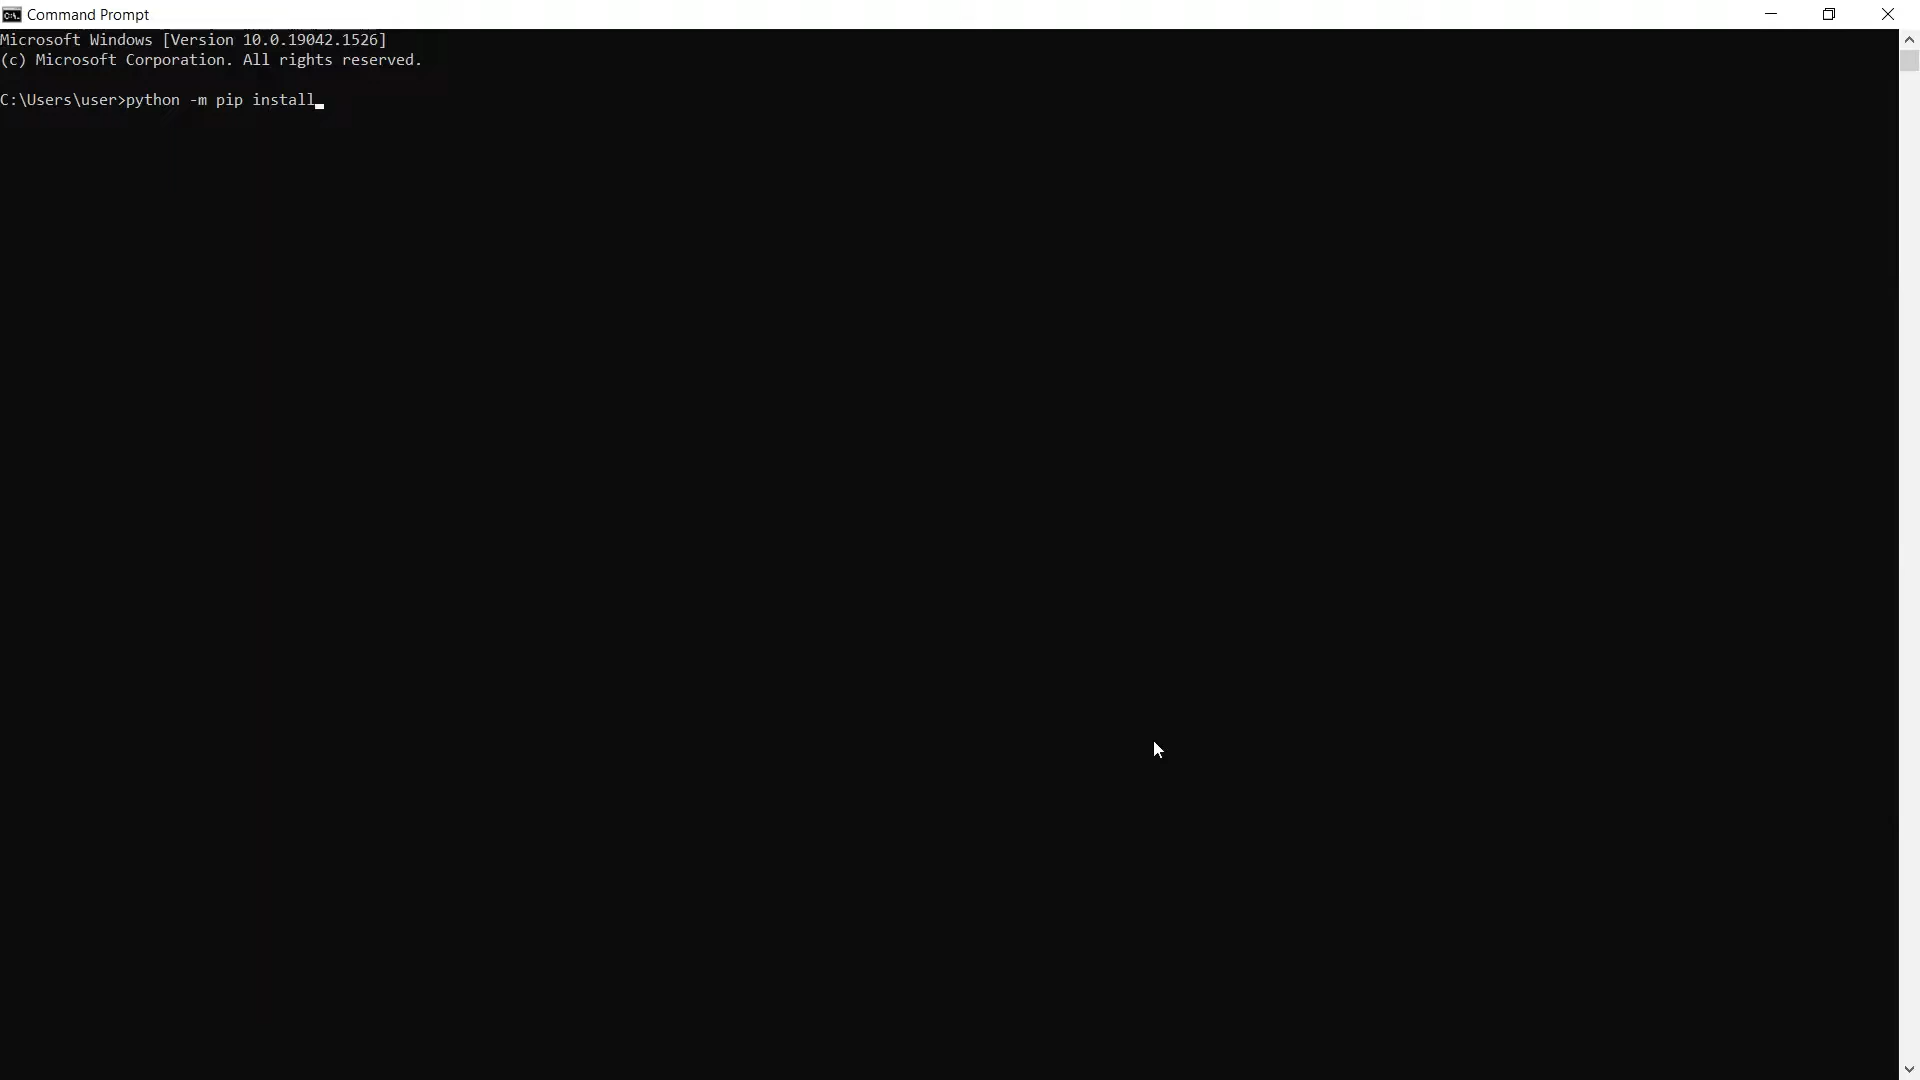 Command Prompt
Microsoft Windows [Version 10.0.19042.1526]
(c) Microsoft Corporation. All rights reserved.
C:\Users\user>python -m pip install